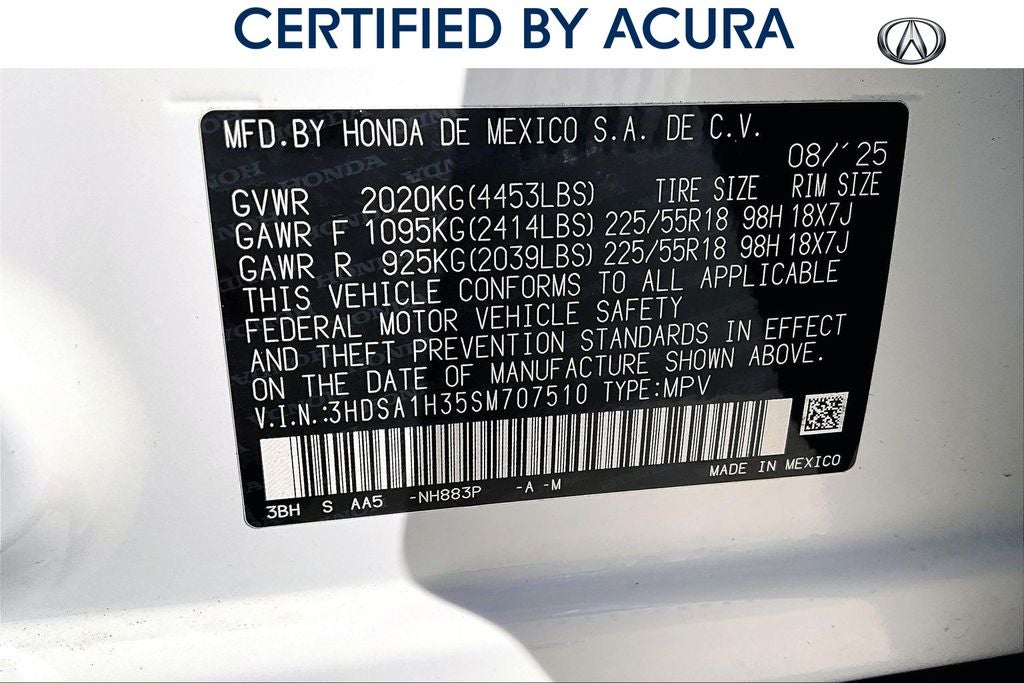 CERTIFIED BY ACURA
MFD.BY HONDA DE MEXICO S.A. DE C.V.
08/'25
GVWR 2020KG(4453LBS) TIRE SIZE RIM SIZE
GAWR F 1095KG(2414LBS) 225/55R18 98H 18X7J
GAWR R 925KG(2039LBS) 225/55R18 98H 18X7J
THIS VEHICLE CONFORMS TO ALL APPLICABLE
FEDERAL MOTOR VEHICLE SAFETY
AND THEFT PREVENTION STANDARDS IN EFFECT
ON THE DATE OF MANUFACTURE SHOWN ABOVE.
V.I.N.:3HDSA1H35SM707510 TYPE:MPV
MADE IN MEXICO
3BH S AA5 -NH883P -A -M